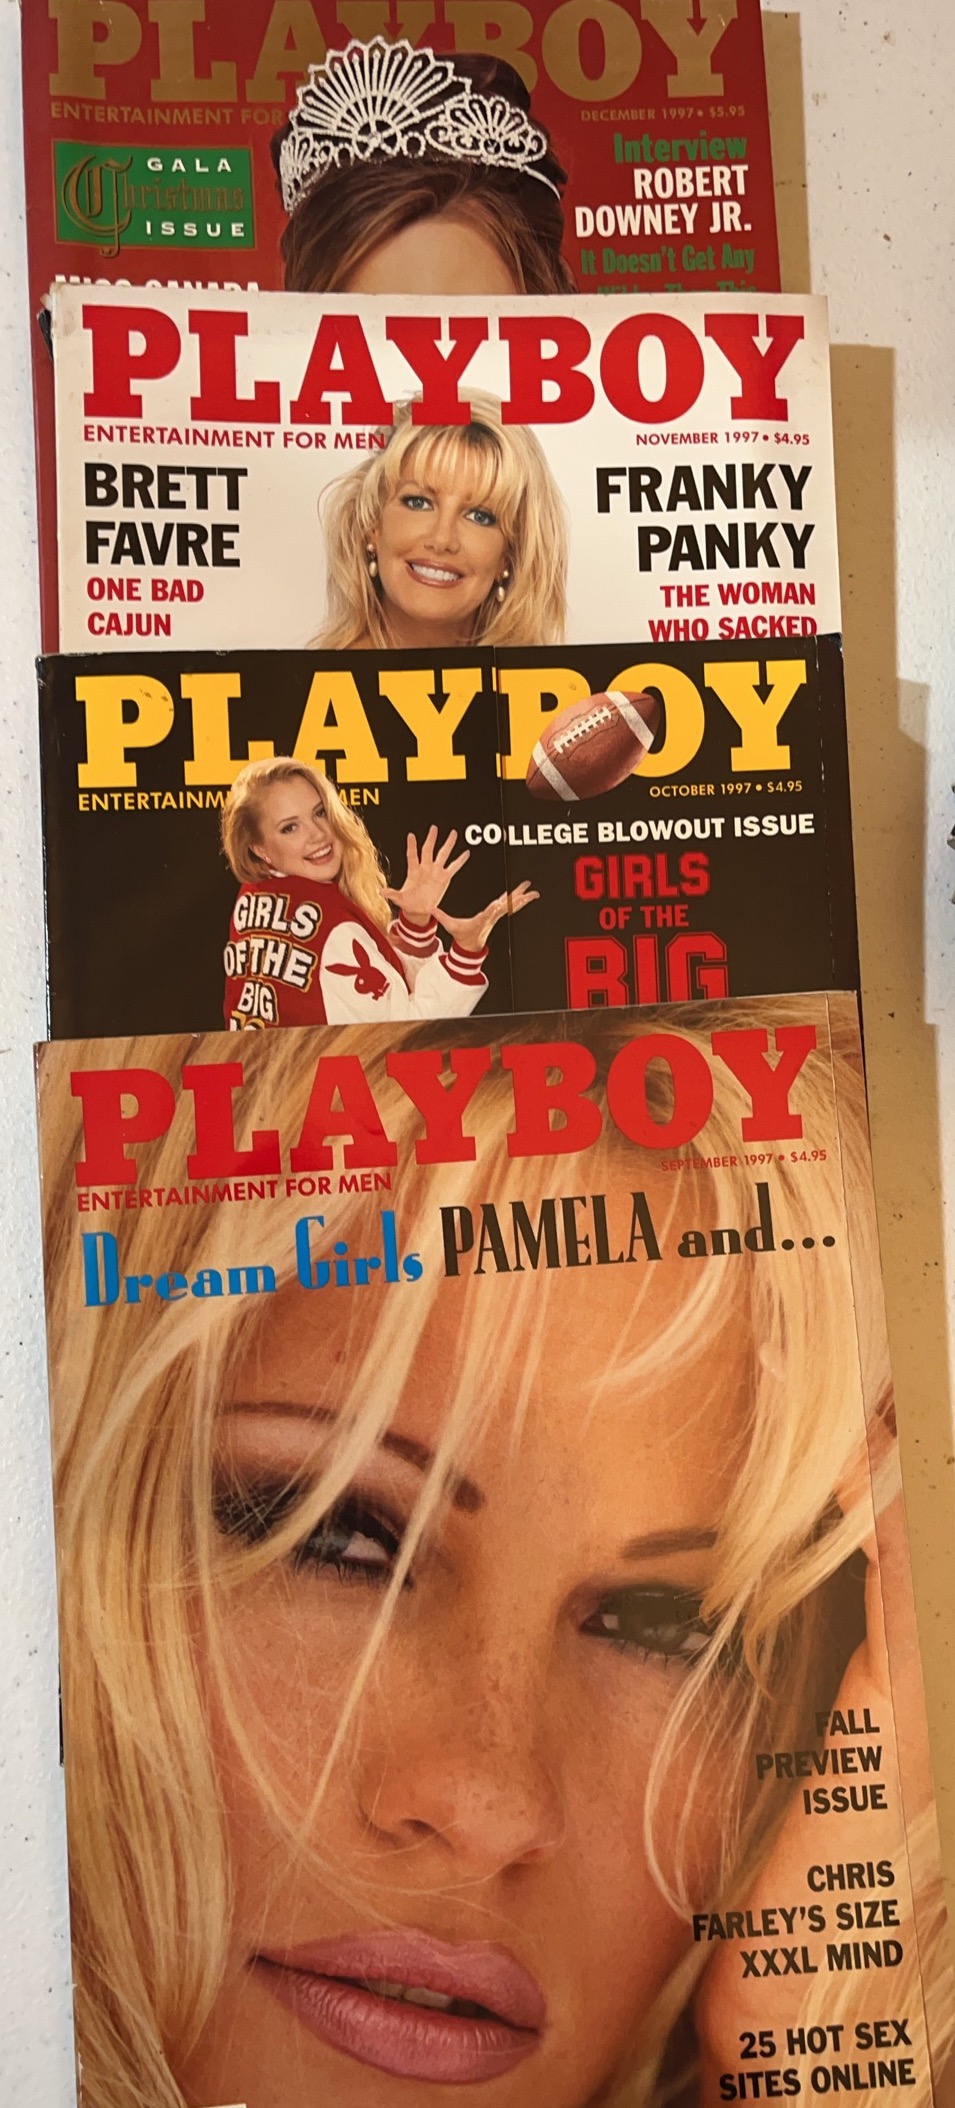 PLAYBOY
ENTERTAINMENT FOR
DECEMBER 1997 • $5.95
GALA
Christmas
ISSUE
Interview
ROBERT
DOWNEY JR.
It Doesn't Get Any
MISS CANADA
PLAYBOY
ENTERTAINMENT FOR MEN
NOVEMBER 1997 • $4.95
BRETT
FAVRE
ONE BAD
CAJUN
FRANKY
PANKY
THE WOMAN
WHO SACKED
PLAYBOY
ENTERTAINM MEN
OCTOBER 1997 • $4.95
COLLEGE BLOWOUT ISSUE
GIRLS
OF THE
BIG
GIRLS
OF THE
BIG
PLAYBOY
ENTERTAINMENT FOR MEN
SEPTEMBER 1997 • $4.95
Dream Girls PAMELA and...
FALL
PREVIEW
ISSUE
CHRIS
FARLEY'S SIZE
XXXL MIND
25 HOT SEX
SITES ONLINE